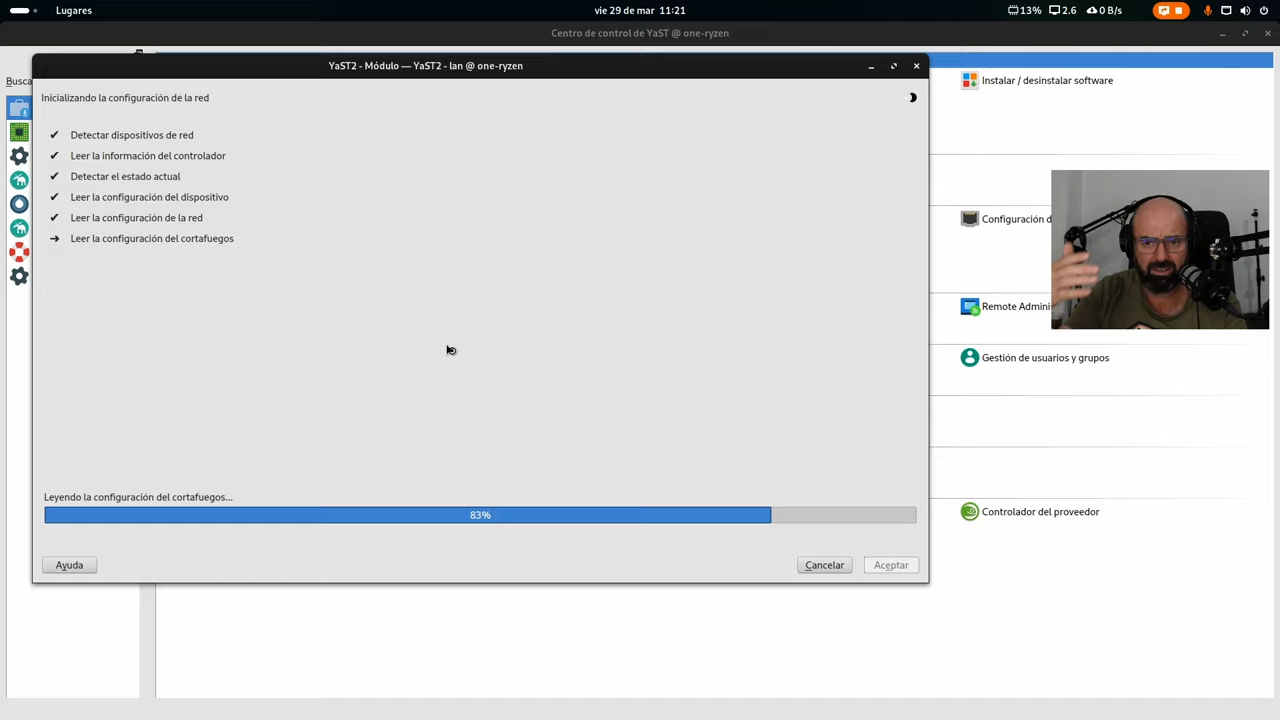 Lugares
vie 29 de mar 11:21
13% 2.6 0 B/s
Centro de control de YaST @ one-ryzen
YaST2 - Módulo — YaST2 - lan @ one-ryzen
Busca
Inicializando la configuración de la red
Detectar dispositivos de red
Leer la información del controlador
Detectar el estado actual
Leer la configuración del dispositivo
Leer la configuración de la red
Leer la configuración del cortafuegos
Leyendo la configuración del cortafuegos...
83%
Ayuda
Cancelar
Aceptar
Instalar / desinstalar software
Configuración d
Remote Adminis
Gestión de usuarios y grupos
Controlador del proveedor